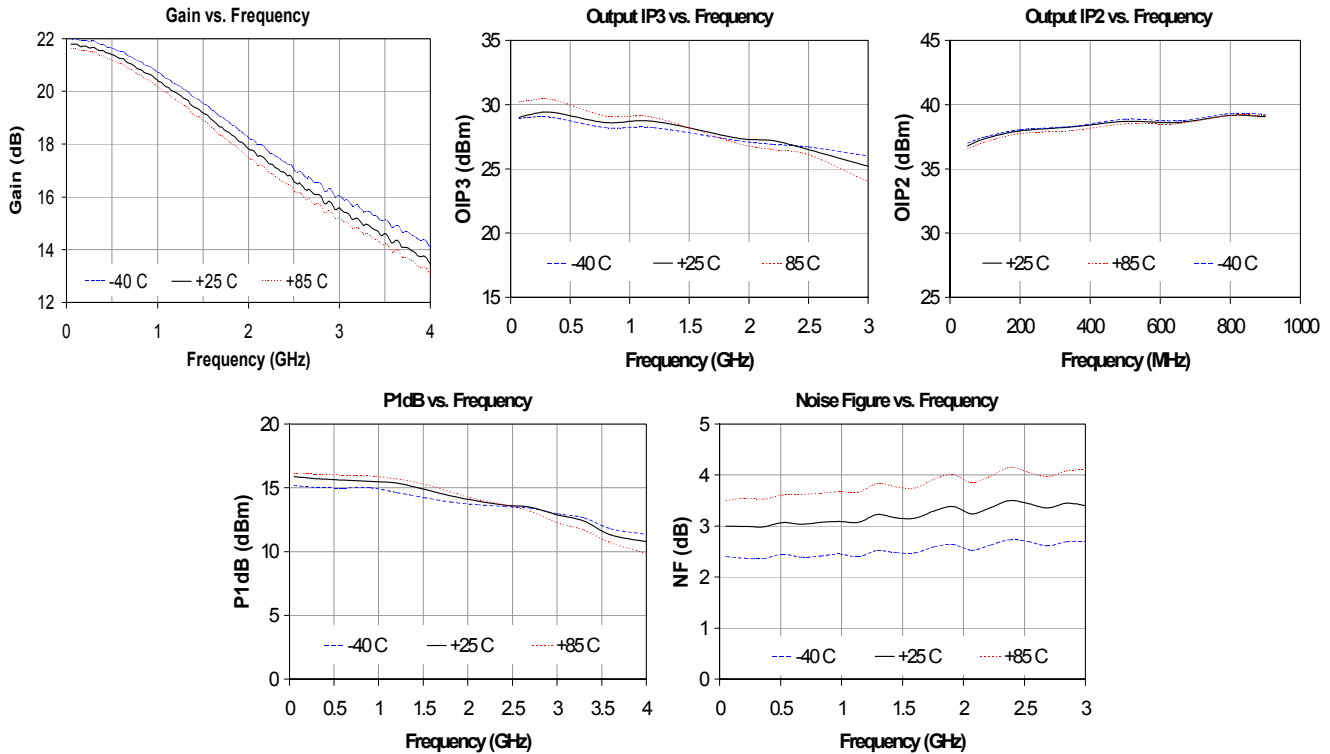 Gain vs. Frequency
Gain (dB)
22
20
18
16
14
12
-40 C
+25 C
+85 C
0
1
2
3
4
Frequency (GHz)
Output IP3 vs. Frequency
OIP3 (dBm)
35
30
25
20
15
-40 C
+25 C
85 C
0
0.5
1
1.5
2
2.5
3
Frequency (GHz)
Output IP2 vs. Frequency
OIP2 (dBm)
45
40
35
30
25
+25 C
+85 C
-40 C
0
200
400
600
800
1000
Frequency (MHz)
P1dB vs. Frequency
P1dB (dBm)
20
15
10
5
0
-40 C
+25 C
+85 C
0
0.5
1
1.5
2
2.5
3
3.5
4
Frequency (GHz)
Noise Figure vs. Frequency
NF (dB)
5
4
3
2
1
0
-40 C
+25 C
+85 C
0
0.5
1
1.5
2
2.5
3
Frequency (GHz)